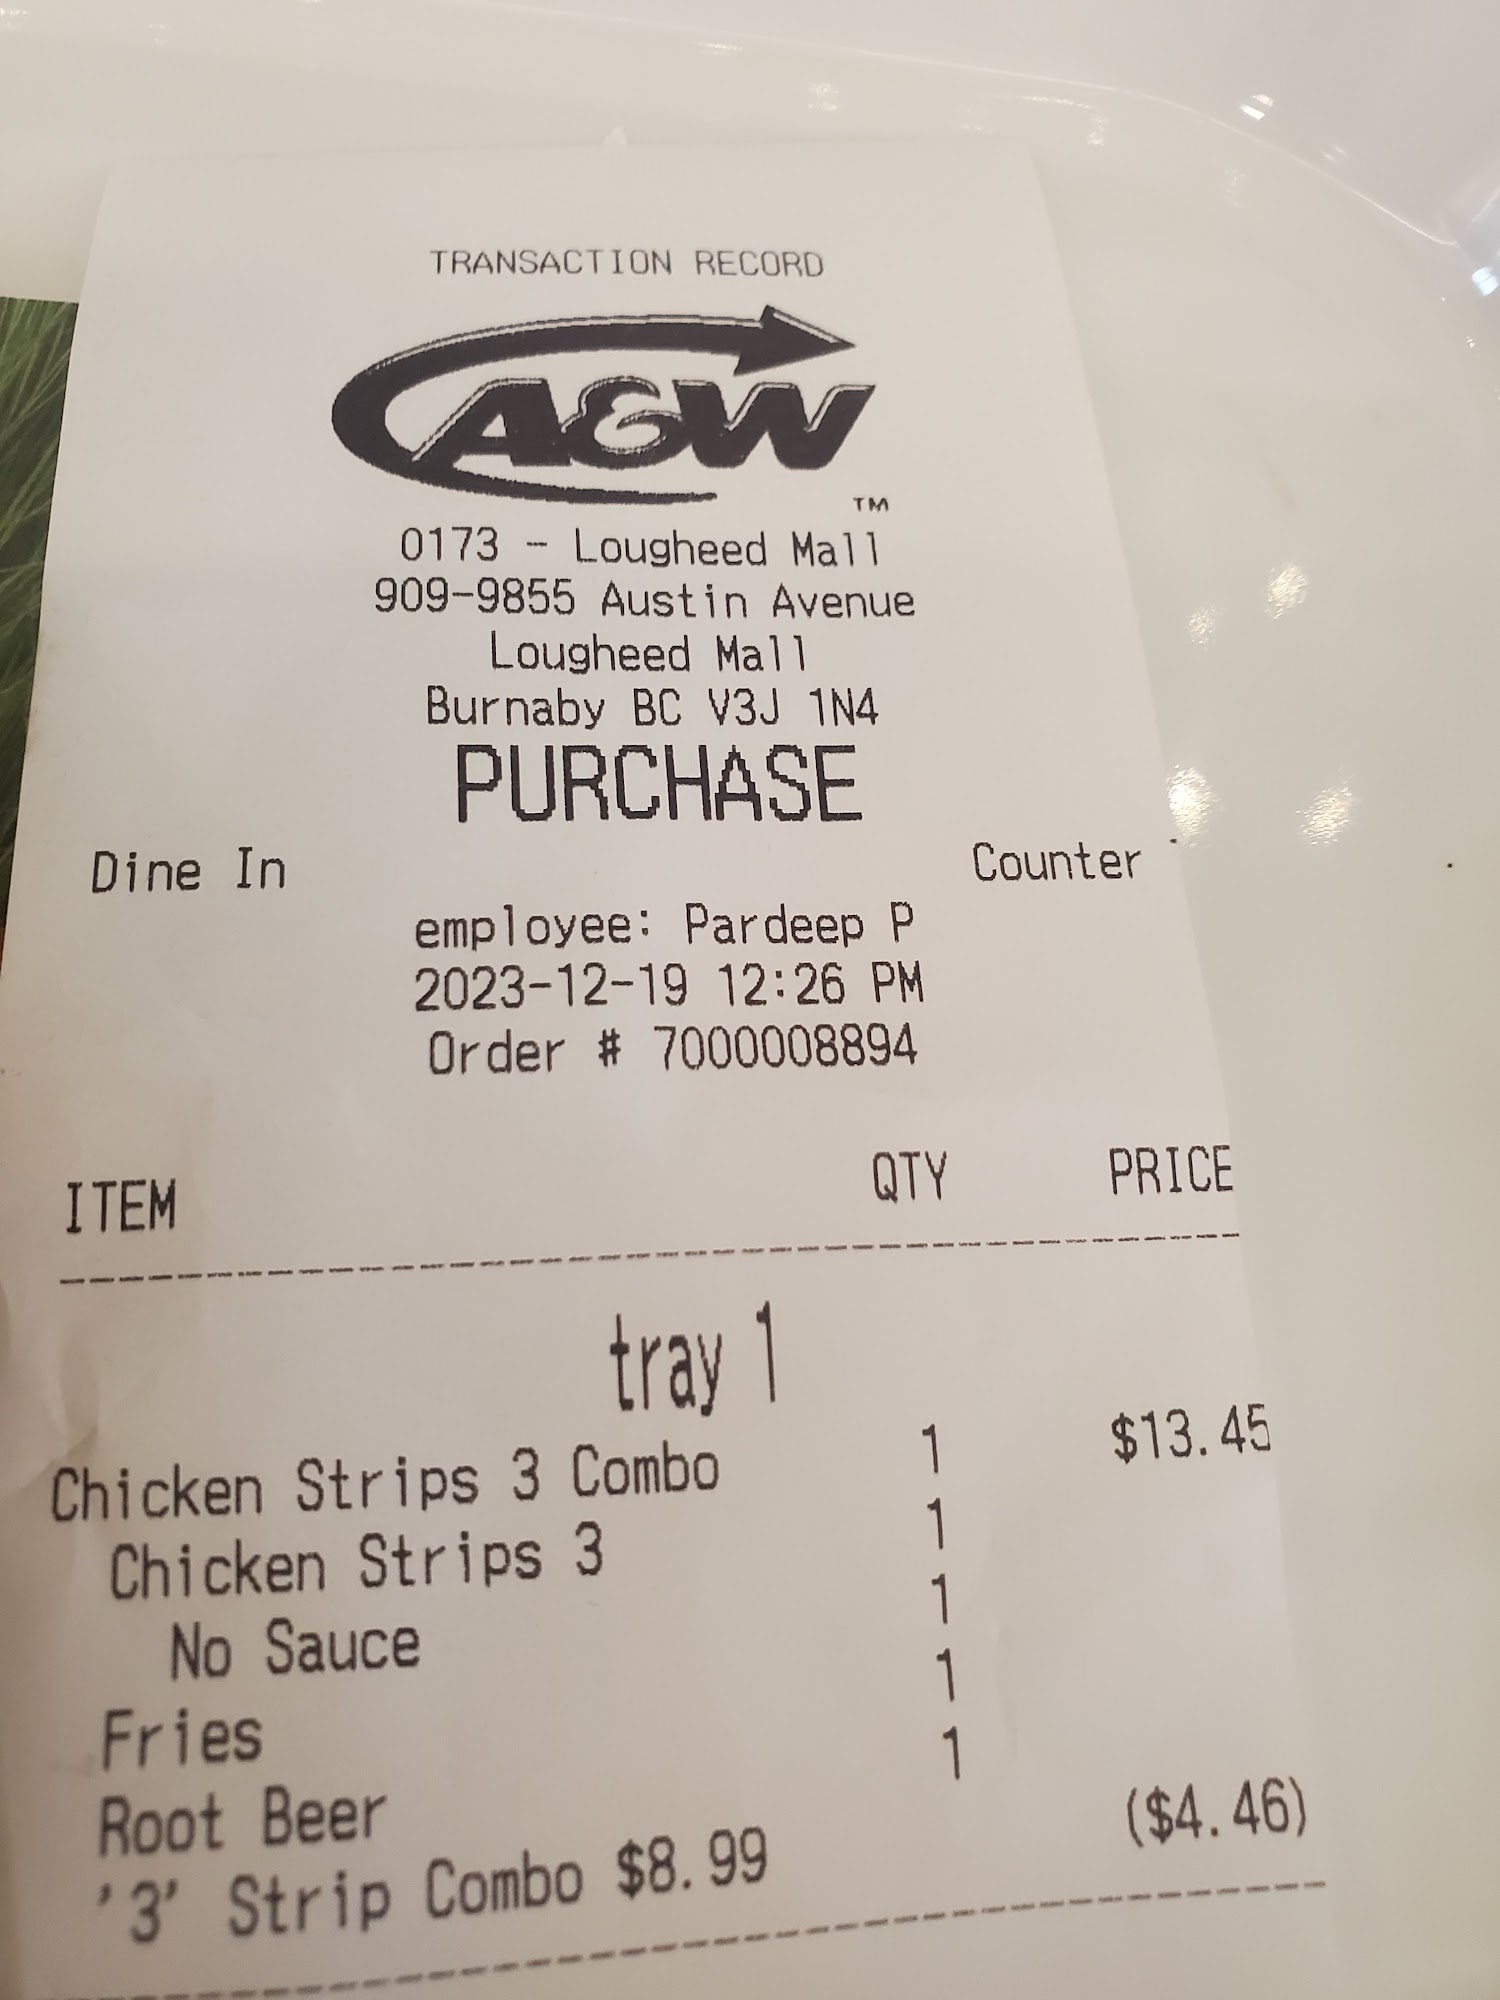 TRANSACTION RECORD
A&W
TM
0173 - Lougheed Mall
909-9855 Austin Avenue
Lougheed Mall
Burnaby BC V3J 1N4
PURCHASE
Dine In Counter
employee: Pardeep P
2023-12-19 12:26 PM
Order # 7000008894
ITEM QTY PRICE
tray 1
Chicken Strips 3 Combo 1 $13.45
Chicken Strips 3 1
No Sauce 1
Fries 1
Root Beer 1
'3' Strip Combo $8.99 ($4.46)